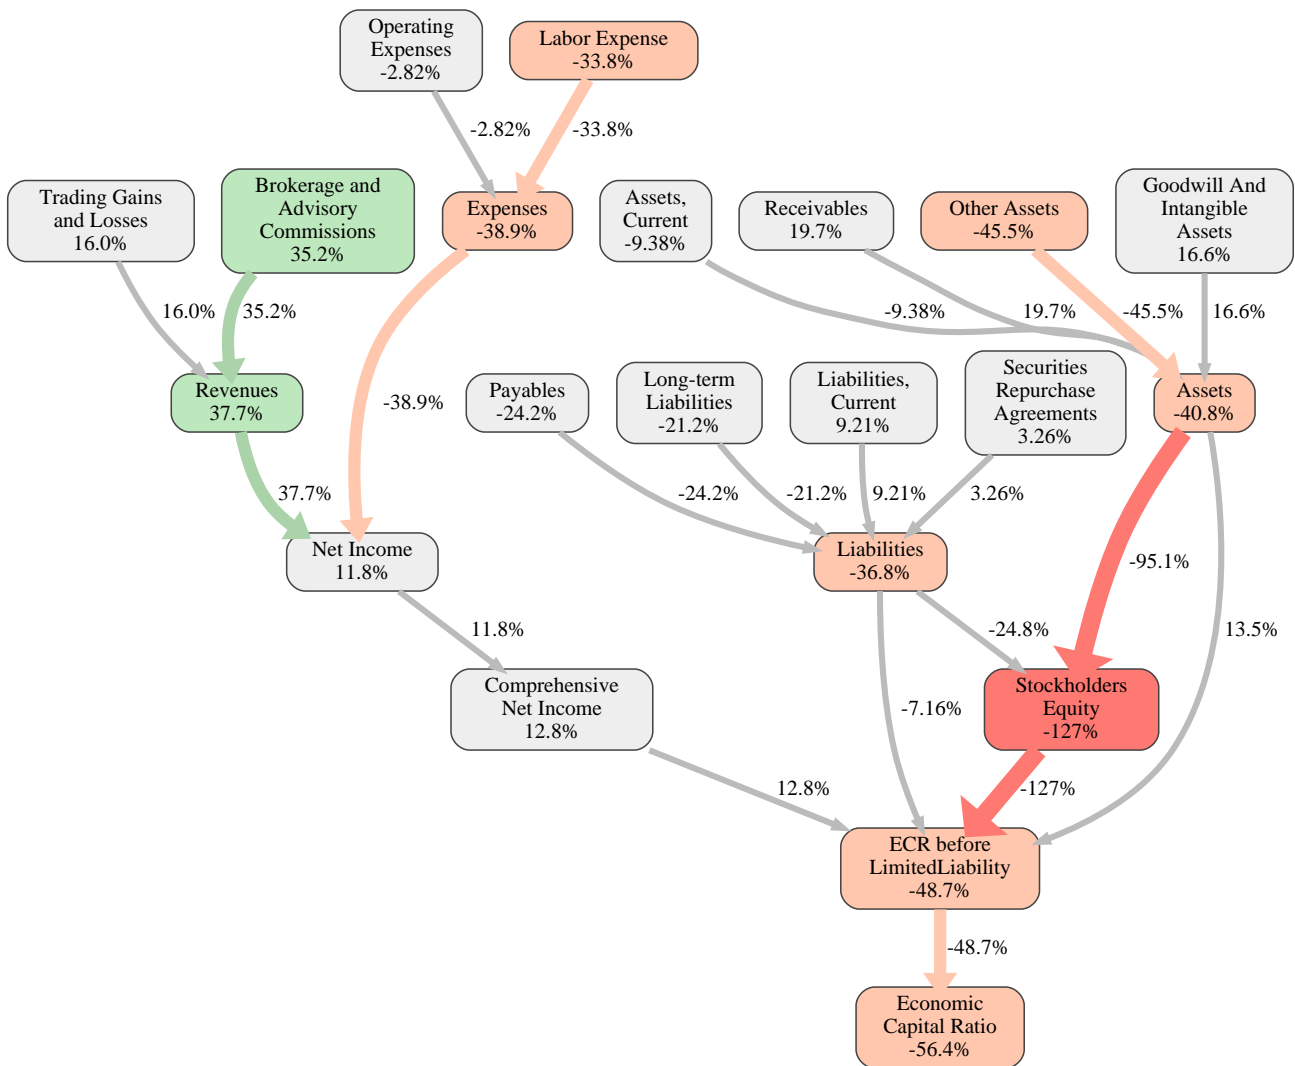 Operating
Expenses
-2.82%
Labor Expense
-33.8%
-2.82%
-33.8%
Trading Gains
and Losses
16.0%
Brokerage and
Advisory
Commissions
35.2%
Expenses
-38.9%
Assets,
Current
-9.38%
Receivables
19.7%
Other Assets
-45.5%
Goodwill And
Intangible
Assets
16.6%
16.0%
35.2%
-9.38%
19.7%
-45.5%
16.6%
Revenues
37.7%
-38.9%
Payables
-24.2%
Long-term
Liabilities
-21.2%
Liabilities,
Current
9.21%
Securities
Repurchase
Agreements
3.26%
Assets
-40.8%
37.7%
-24.2%
-21.2%
9.21%
3.26%
Net Income
11.8%
Liabilities
-36.8%
-95.1%
11.8%
-24.8%
13.5%
Comprehensive
Net Income
12.8%
-7.16%
Stockholders
Equity
-127%
12.8%
-127%
ECR before
LimitedLiability
-48.7%
-48.7%
Economic
Capital Ratio
-56.4%